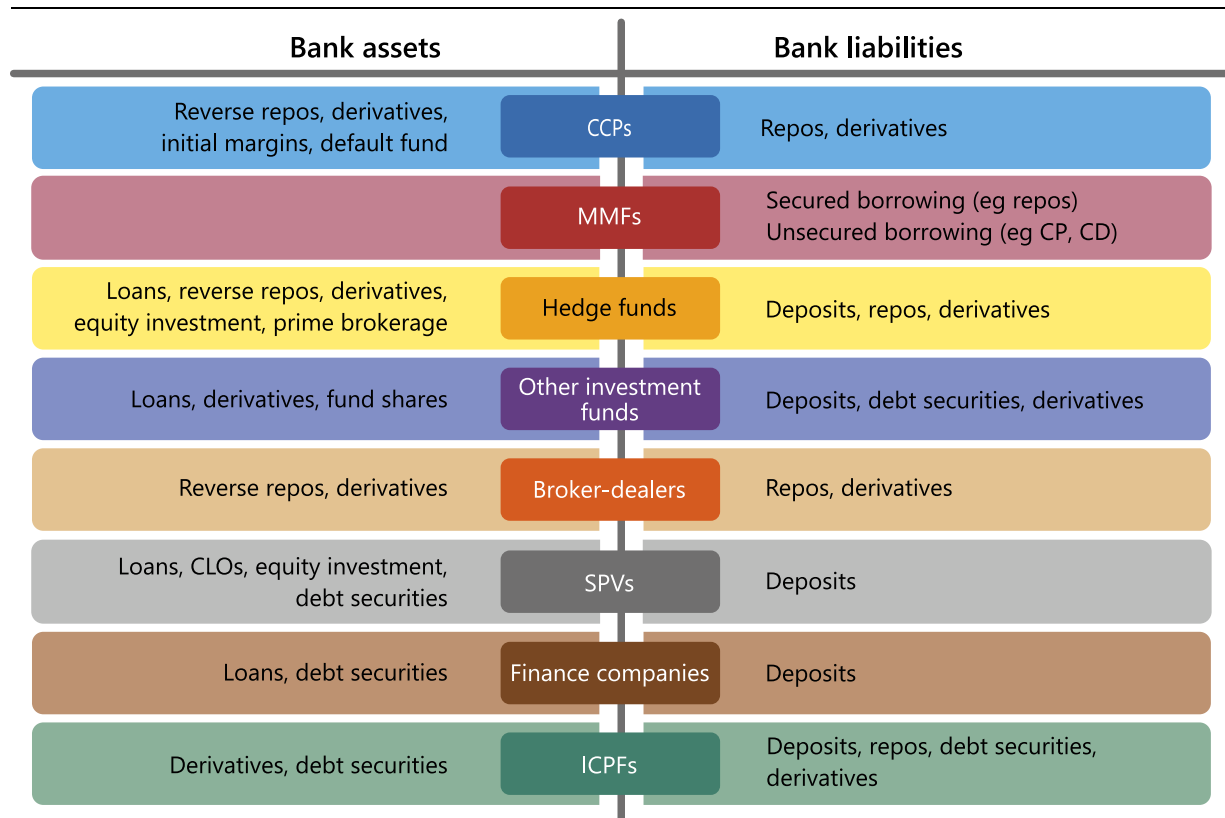 Bank assets
Bank liabilities
Reverse repos, derivatives,
initial margins, default fund
CCPs
Repos, derivatives
MMFs
Secured borrowing (eg repos)
Unsecured borrowing (eg CP, CD)
Loans, reverse repos, derivatives,
equity investment, prime brokerage
Hedge funds
Deposits, repos, derivatives
Loans, derivatives, fund shares
Other investment
funds
Deposits, debt securities, derivatives
Reverse repos, derivatives
Broker-dealers
Repos, derivatives
Loans, CLOs, equity investment,
debt securities
SPVs
Deposits
Loans, debt securities
Finance companies
Deposits
Derivatives, debt securities
ICPFs
Deposits, repos, debt securities,
derivatives